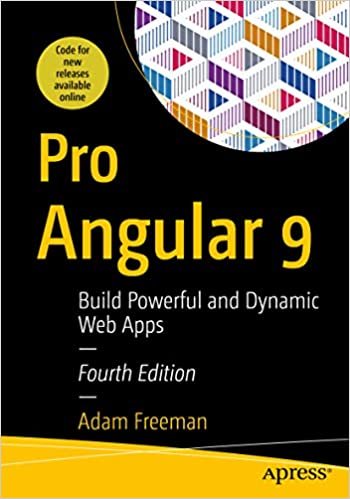 Code for
new
releases
available
online
Pro
Angular 9
Build Powerful and Dynamic
Web Apps
—
Fourth Edition
—
Adam Freeman
Apress®